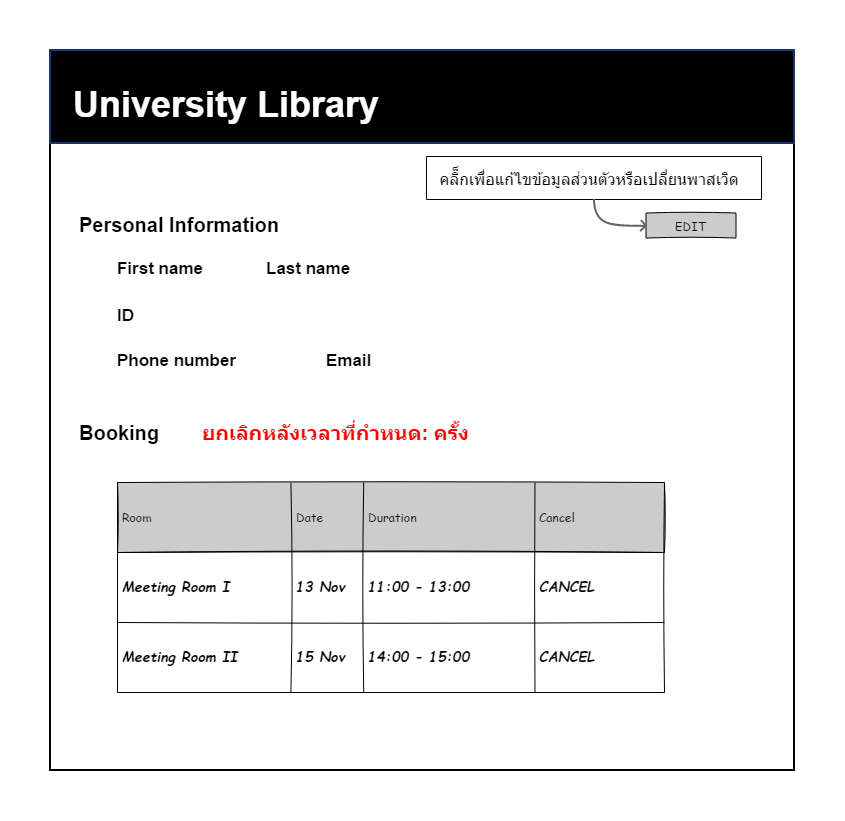 University Library
คลิ๊กเพื่อแก้ไขข้อมูลส่วนตัวหรือเปลี่ยนพาสเวิด
Personal Information
EDIT
First name Last name
ID
Phone number Email
Booking ยกเลิกหลังเวลาที่กำหนด: ครั้ง
Room Date Duration Cancel
Meeting Room I 13 Nov 11:00 - 13:00 CANCEL
Meeting Room II 15 Nov 14:00 - 15:00 CANCEL